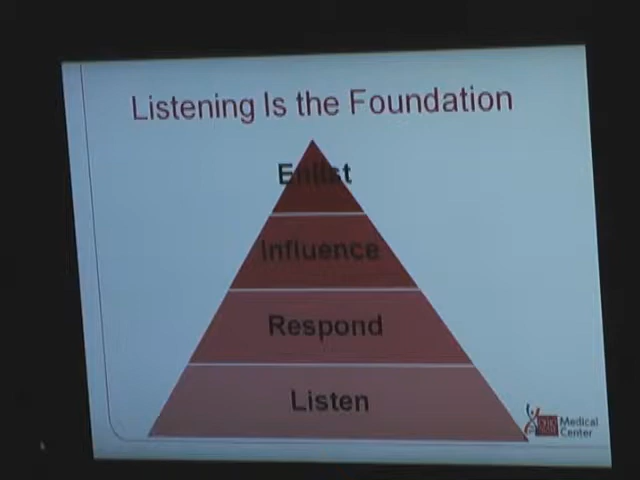 Listening Is the Foundation
Enlist
Influence
Respond
Listen
Medical
Center